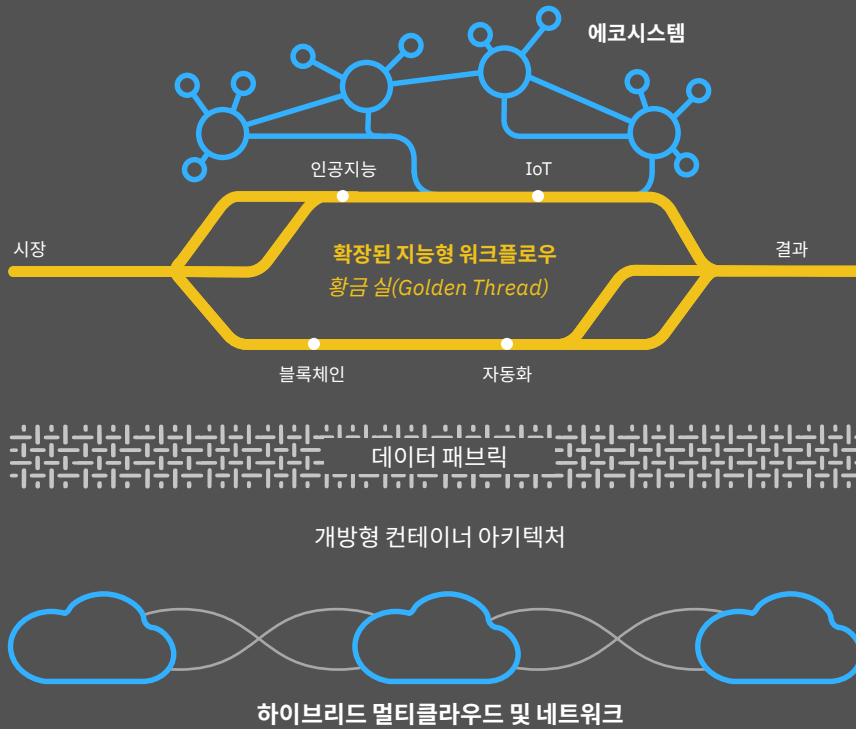 에코시스템
인공지능
IoT
시장
확장된 지능형 워크플로우
결과
황금 실(Golden Thread)
블록체인
자동화
데이터 패브릭
개방형 컨테이너 아키텍처
하이브리드 멀티클라우드 및 네트워크